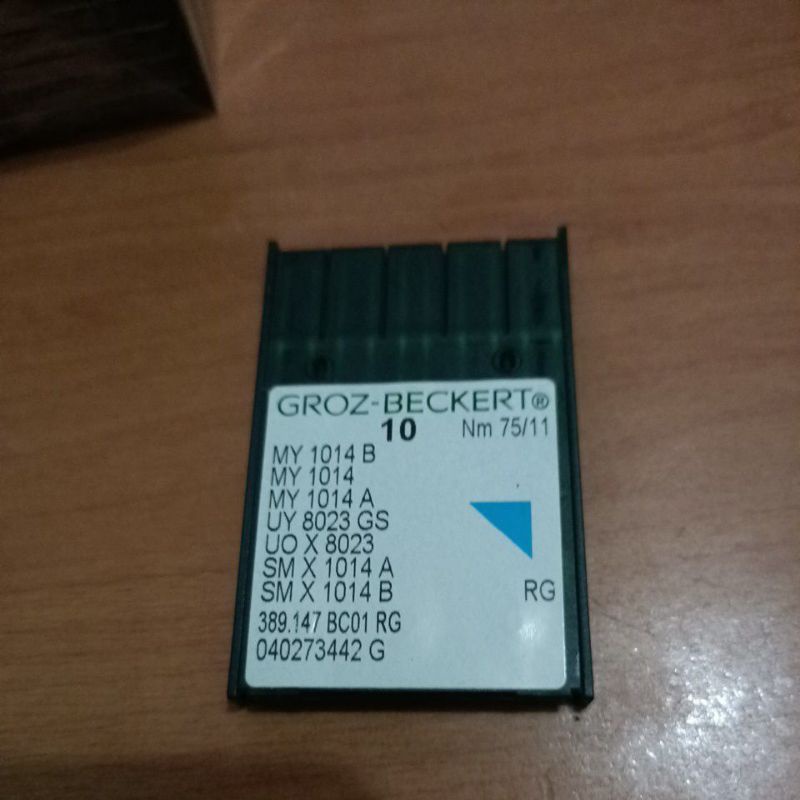 GROZ-BECKERT®
10 Nm 75/11
MY 1014 B
MY 1014
MY 1014 A
UY 8023 GS
UO X 8023
SM X 1014 A
SM X 1014 B
RG
389.147 BC01 RG
040273442 G